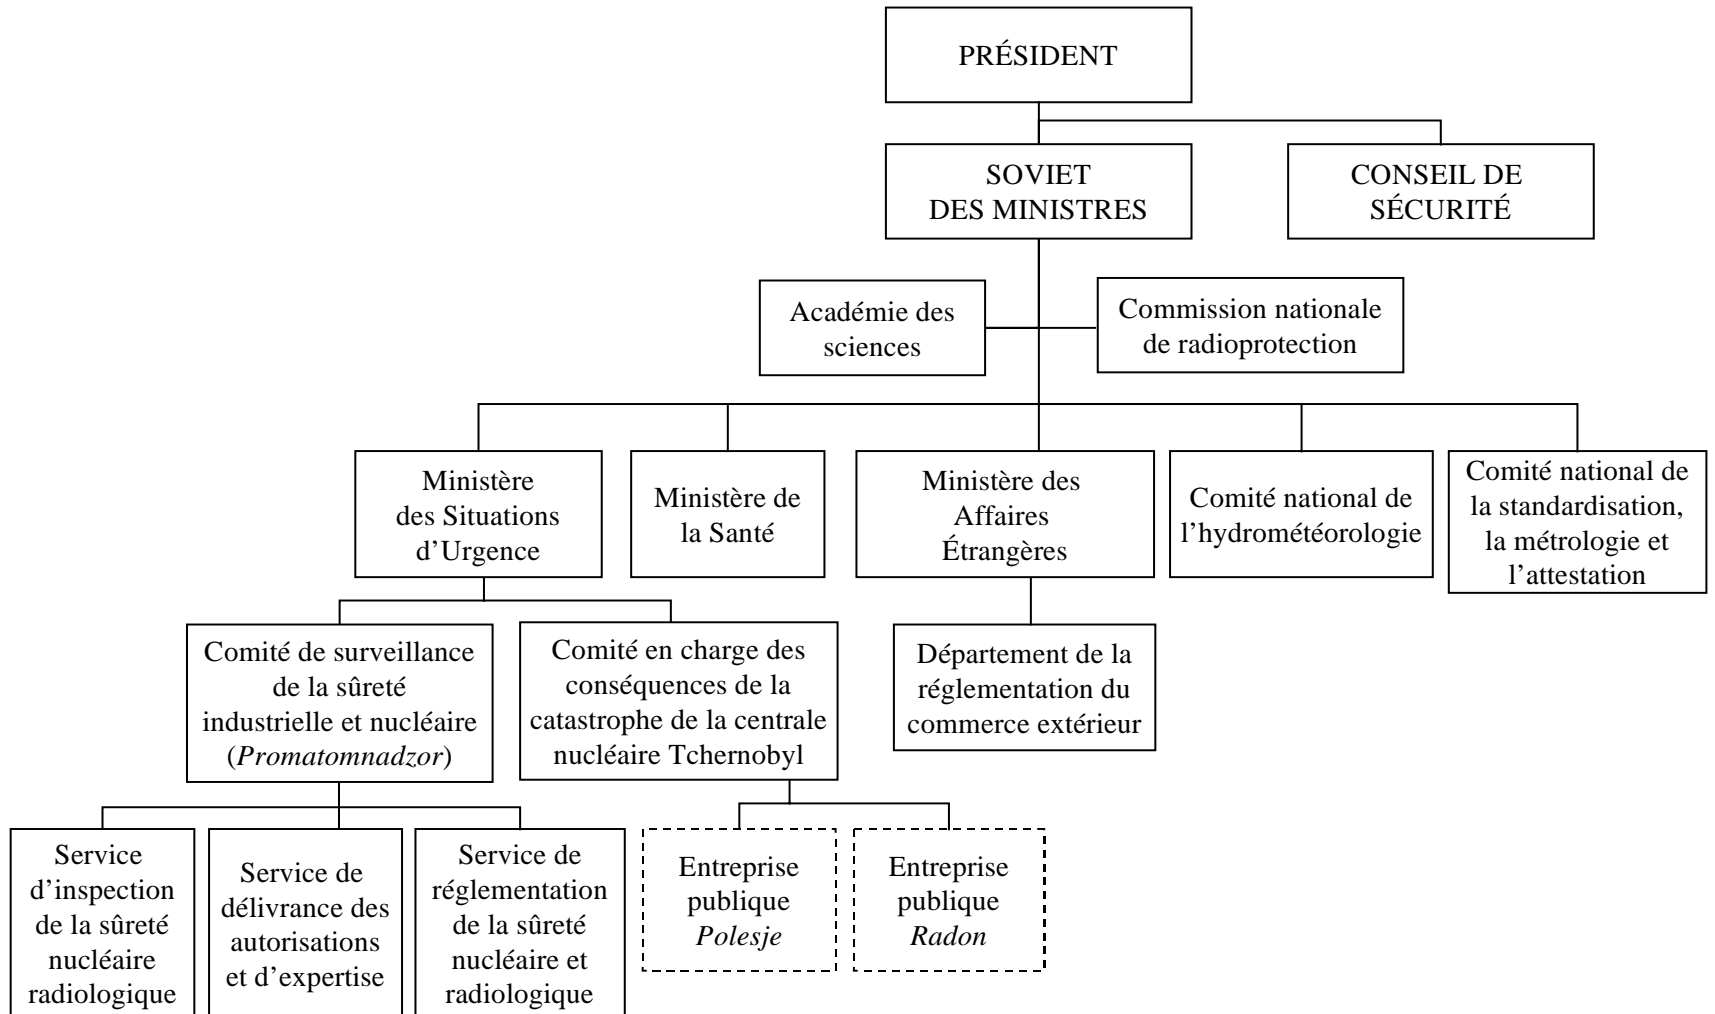 PRÉSIDENT
SOVIET
DES MINISTRES
CONSEIL DE
SÉCURITÉ
Académie des
sciences
Commission nationale
de radioprotection
Ministère
des Situations
d’Urgence
Ministère de
la Santé
Ministère des
Affaires
Étrangères
Comité national de
l’hydrométéorologie
Comité national de
la standardisation,
la métrologie et
l’attestation
Comité de surveillance
de la sûreté
industrielle et nucléaire
(Promatomnadzor)
Comité en charge des
conséquences de la
catastrophe de la centrale
nucléaire Tchernobyl
Département de la
réglementation du
commerce extérieur
Service
d’inspection
de la sûreté
nucléaire
radiologique
Service de
délivrance des
autorisations
et d’expertise
Service de
réglementation
de la sûreté
nucléaire et
radiologique
Entreprise
publique
Polesje
Entreprise
publique
Radon